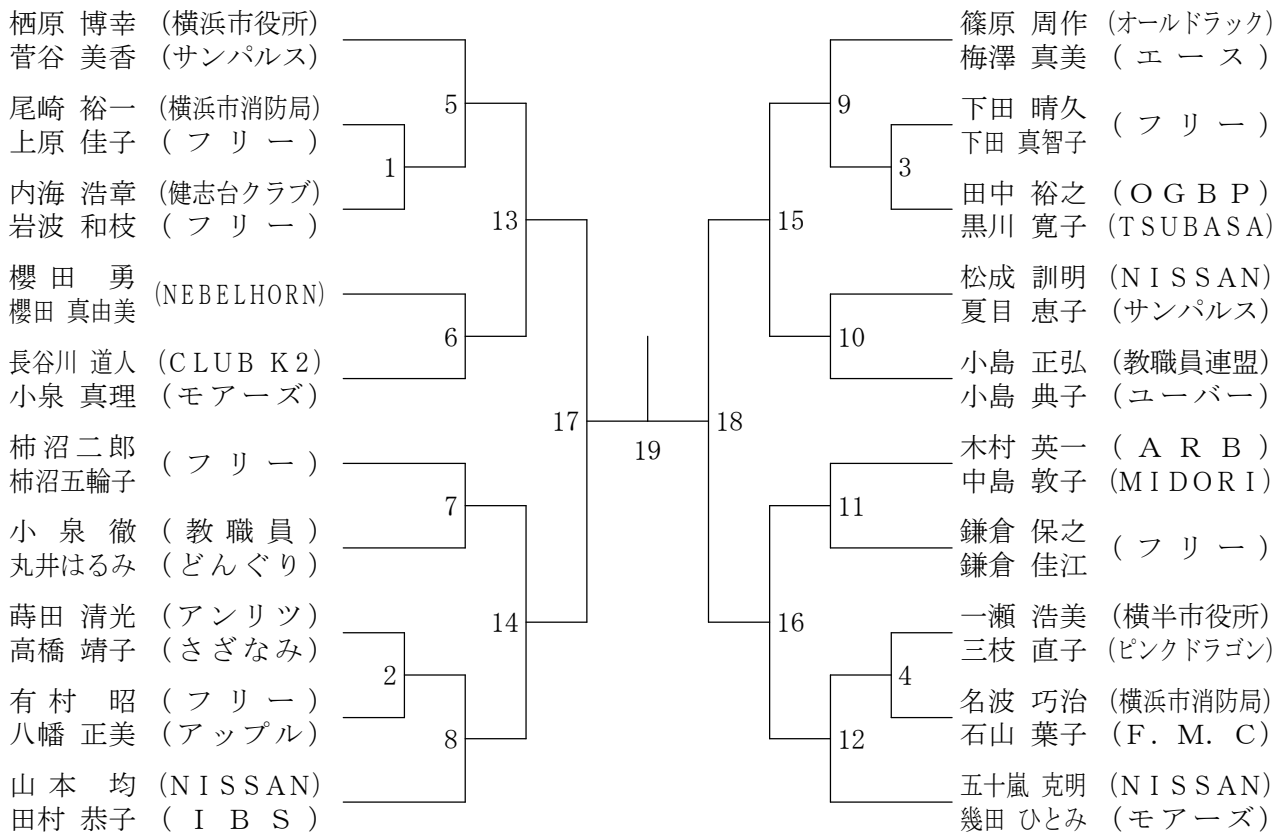 栖原 博幸 (横浜市役所)
菅谷 美香 (サンパルス)
尾崎 裕一 (横浜市消防局)
上原 佳子 (フリー)
内海 浩章 (健志台クラブ)
岩波 和枝 (フリー)
櫻田 勇
櫻田 真由美 (NEBELHORN)
長谷川 道人 (CLUB K2)
小泉 真理 (モアーズ)
柿沼二郎
柿沼五輪子 (フリー)
小泉 徹 (教職員)
丸井はるみ (どんぐり)
蒔田 清光 (アンリツ)
高橋 靖子 (さざなみ)
有村 昭 (フリー)
八幡 正美 (アップル)
山本 均 (NISSAN)
田村 恭子 (IBS)
5
1
13
6
17
7
14
2
8
19
9
3
15
10
18
11
16
4
12
篠原 周作 (オールドラック)
梅澤 真美 (エース)
下田 晴久
下田 真智子 (フリー)
田中 裕之 (OGBP)
黒川 寛子 (TSUBASA)
松成 訓明 (NISSAN)
夏目 恵子 (サンパルス)
小島 正弘 (教職員連盟)
小島 典子 (ユーバー)
木村 英一 (ARB)
中島 敦子 (MIDORI)
鎌倉 保之
鎌倉 佳江 (フリー)
一瀬 浩美 (横半市役所)
三枝 直子 (ピンクドラゴン)
名波 巧治 (横浜市消防局)
石山 葉子 (F. M. C)
五十嵐 克明 (NISSAN)
幾田 ひとみ (モアーズ)